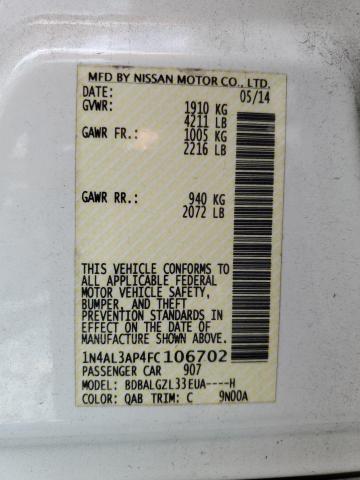 MFD BY NISSAN MOTOR CO., LTD.
DATE: 05/14
GVWR: 1910 KG
4211 LB
GAWR FR.: 1005 KG
2216 LB
GAWR RR.: 940 KG
2072 LB
THIS VEHICLE CONFORMS TO
ALL APPLICABLE FEDERAL
MOTOR VEHICLE SAFETY,
BUMPER, AND THEFT
PREVENTION STANDARDS IN
EFFECT ON THE DATE OF
MANUFACTURE SHOWN ABOVE.
1N4AL3AP4FC106702
PASSENGER CAR 907
MODEL: BDBALGZL33EUA----H
COLOR: QAB TRIM: C 9N00A